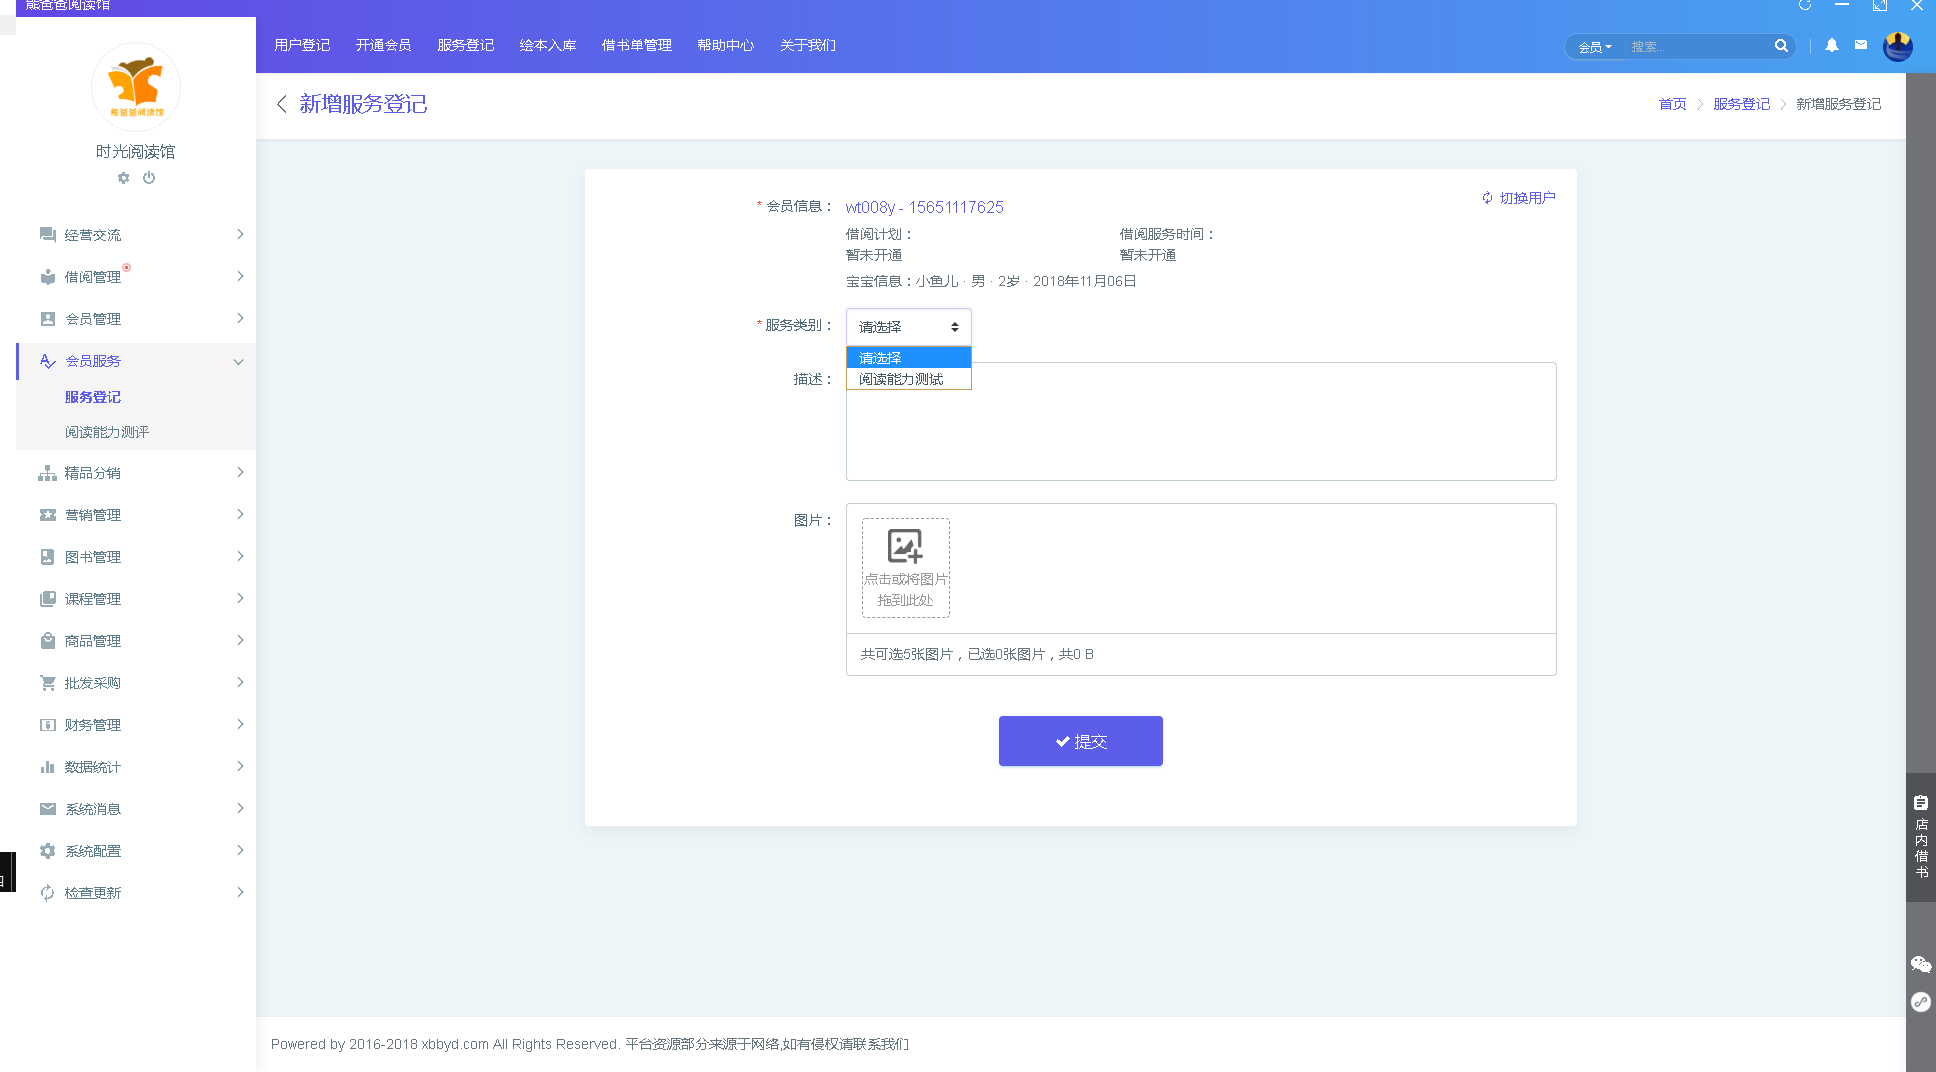 熊爸爸阅读馆
用户登记 开通会员 服务登记 绘本入库 借书单管理 帮助中心 关于我们
会员 搜索...
熊爸爸阅读馆
时光阅读馆
经营交流
借阅管理
会员管理
会员服务
服务登记
阅读能力测评
精品分销
营销管理
图书管理
课程管理
商品管理
批发采购
财务管理
数据统计
系统消息
系统配置
检查更新
新增服务登记
首页 服务登记 新增服务登记
切换用户
* 会员信息： wt008y - 15651117625
借阅计划： 借阅服务时间：
暂未开通 暂未开通
宝宝信息：小鱼儿 · 男 · 2岁 · 2018年11月06日
* 服务类别： 请选择
请选择
阅读能力测试
描述：
图片：
点击或将图片
拖到此处
共可选5张图片，已选0张图片，共0 B
提交
店
内
借
书
Powered by 2016-2018 xbbyd.com All Rights Reserved. 平台资源部分来源于网络,如有侵权请联系我们